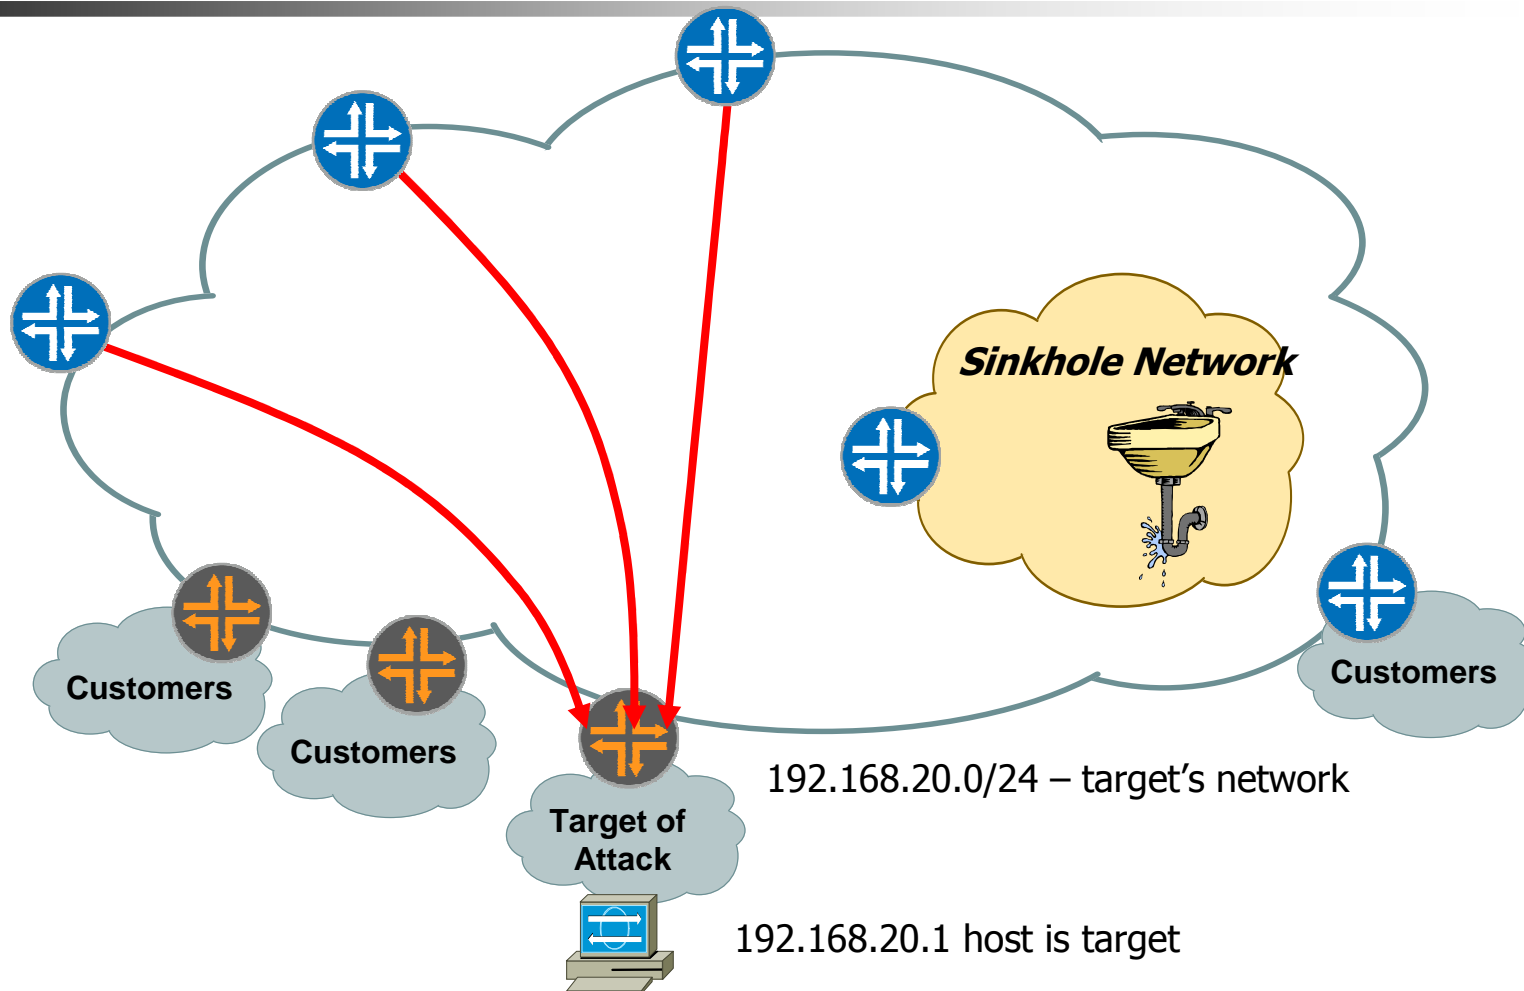 Sinkhole Network
Customers
Customers
Customers
192.168.20.0/24 – target’s network
Target of
Attack
192.168.20.1 host is target